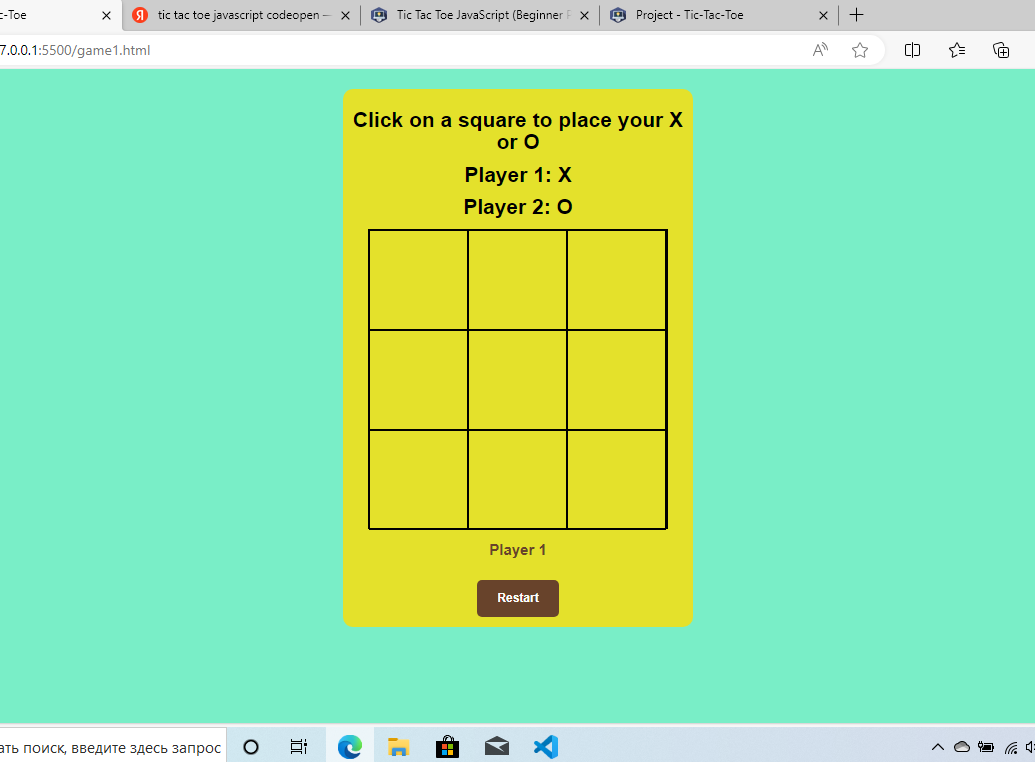 c-Toe
tic tac toe javascript codeopen —
Tic Tac Toe JavaScript (Beginner
Project - Tic-Tac-Toe
7.0.0.1:5500/game1.html
Click on a square to place your X
or O
Player 1: X
Player 2: O
Player 1
Restart
ать поиск, введите здесь запрос